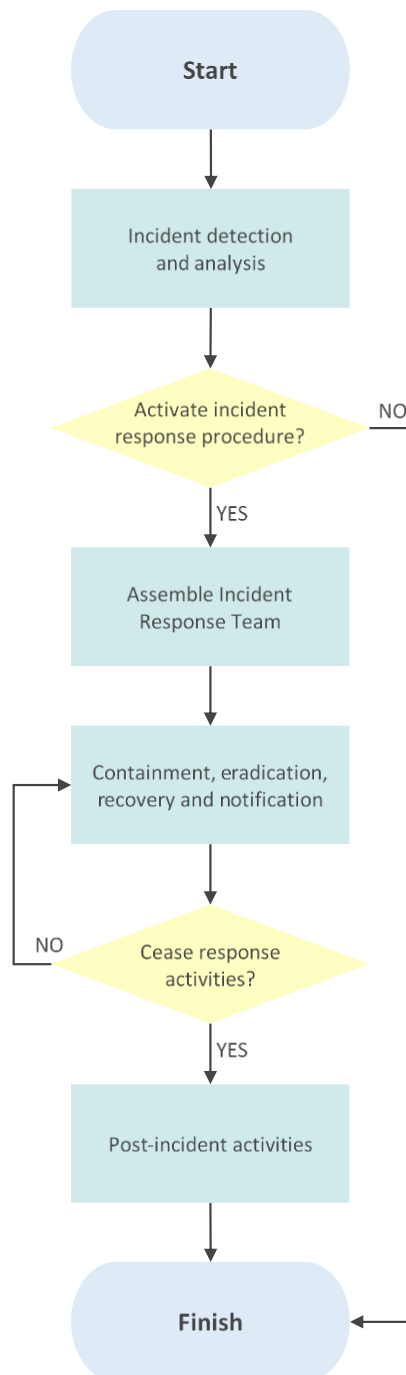 Start
Incident detection
and analysis
Activate incident
response procedure?
NO
YES
Assemble Incident
Response Team
Containment, eradication,
recovery and notification
NO
Cease response
activities?
YES
Post-incident activities
Finish